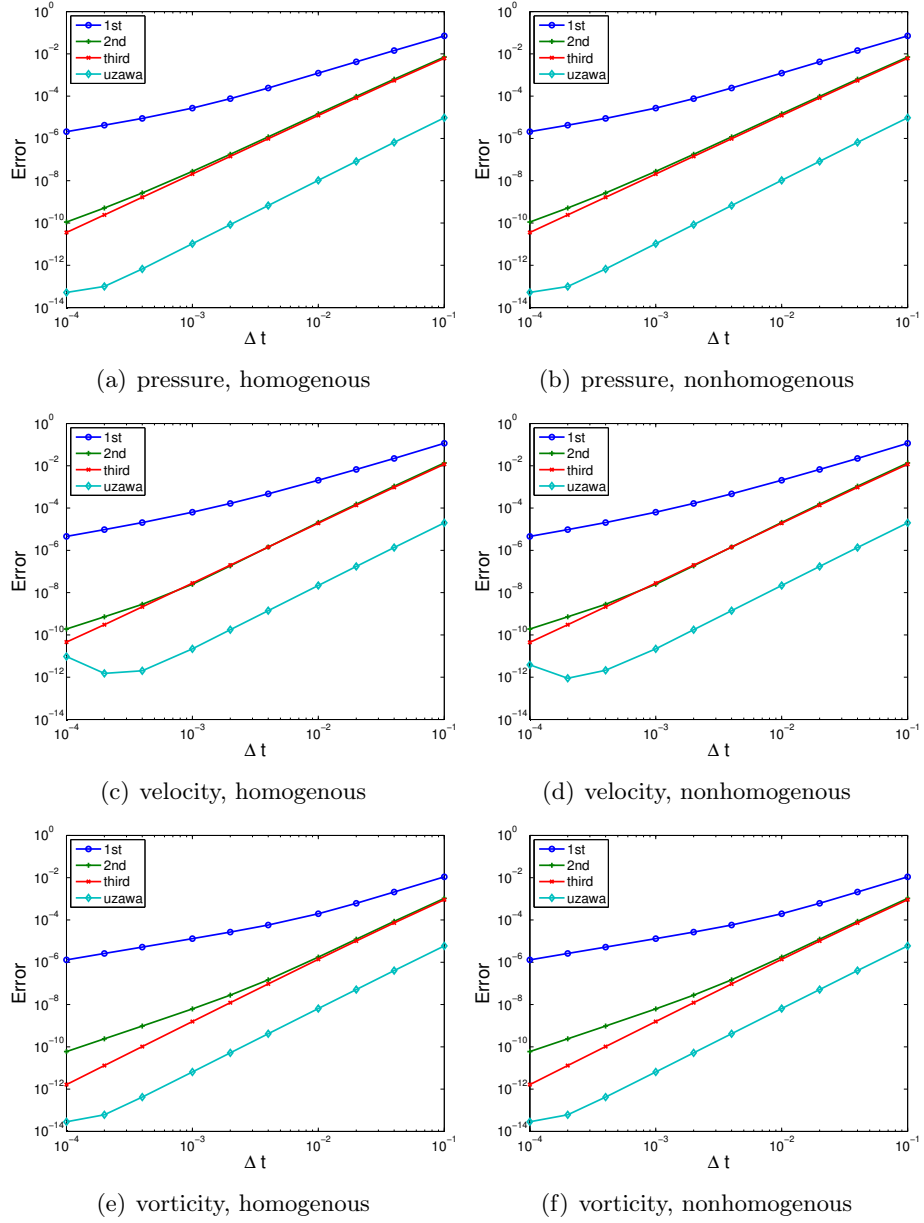 10^0
10^−2
10^−4
10^−6
10^−8
10^−10
10^−12
10^−14
Error
1st
2nd
third
uzawa
10^−4 10^−3 10^−2 10^−1
Δ t
(a) pressure, homogenous
10^0
10^−2
10^−4
10^−6
10^−8
10^−10
10^−12
10^−14
Error
1st
2nd
third
uzawa
10^−4 10^−3 10^−2 10^−1
Δ t
(b) pressure, nonhomogenous
10^0
10^−2
10^−4
10^−6
10^−8
10^−10
10^−12
10^−14
Error
1st
2nd
third
uzawa
10^−4 10^−3 10^−2 10^−1
Δ t
(c) velocity, homogenous
10^0
10^−2
10^−4
10^−6
10^−8
10^−10
10^−12
10^−14
Error
1st
2nd
third
uzawa
10^−4 10^−3 10^−2 10^−1
Δ t
(d) velocity, nonhomogenous
10^0
10^−2
10^−4
10^−6
10^−8
10^−10
10^−12
10^−14
Error
1st
2nd
third
uzawa
10^−4 10^−3 10^−2 10^−1
Δ t
(e) vorticity, homogenous
10^0
10^−2
10^−4
10^−6
10^−8
10^−10
10^−12
10^−14
Error
1st
2nd
third
uzawa
10^−4 10^−3 10^−2 10^−1
Δ t
(f) vorticity, nonhomogenous